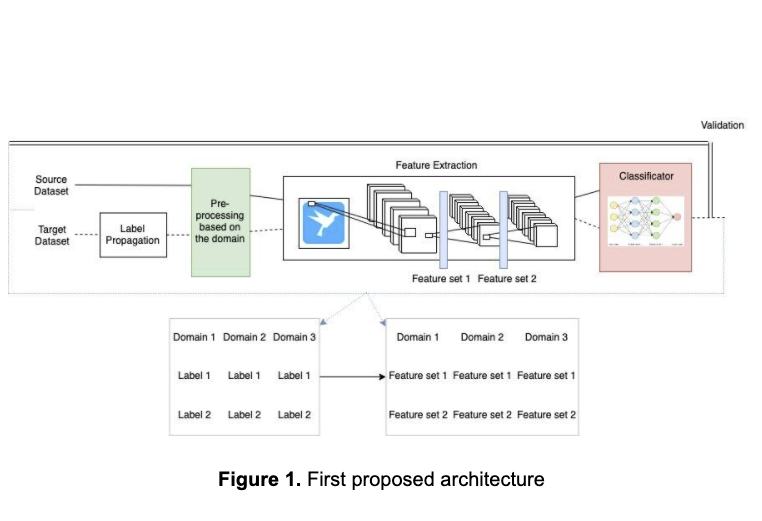 Validation
Feature Extraction
Classificator
Source
Dataset
Pre-
processing
based on
the domain
Target
Dataset
Label
Propagation
Feature set 1 Feature set 2
Domain 1 Domain 2 Domain 3
Label 1 Label 1 Label 1
Label 2 Label 2 Label 2
Domain 1 Domain 2 Domain 3
Feature set 1 Feature set 1 Feature set 1
Feature set 2 Feature set 2 Feature set 2
Figure 1. First proposed architecture